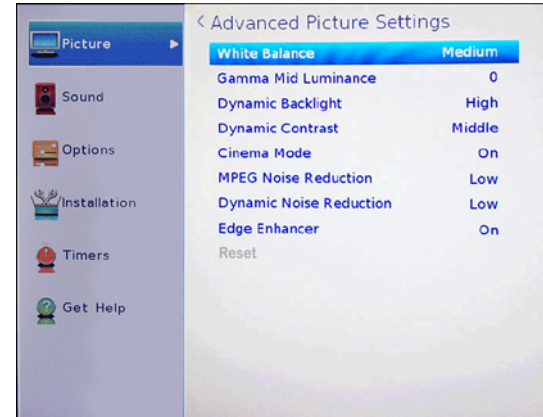 Picture
Sound
Options
Installation
Timers
Get Help
Advanced Picture Settings
White Balance Medium
Gamma Mid Luminance 0
Dynamic Backlight High
Dynamic Contrast Middle
Cinema Mode On
MPEG Noise Reduction Low
Dynamic Noise Reduction Low
Edge Enhancer On
Reset